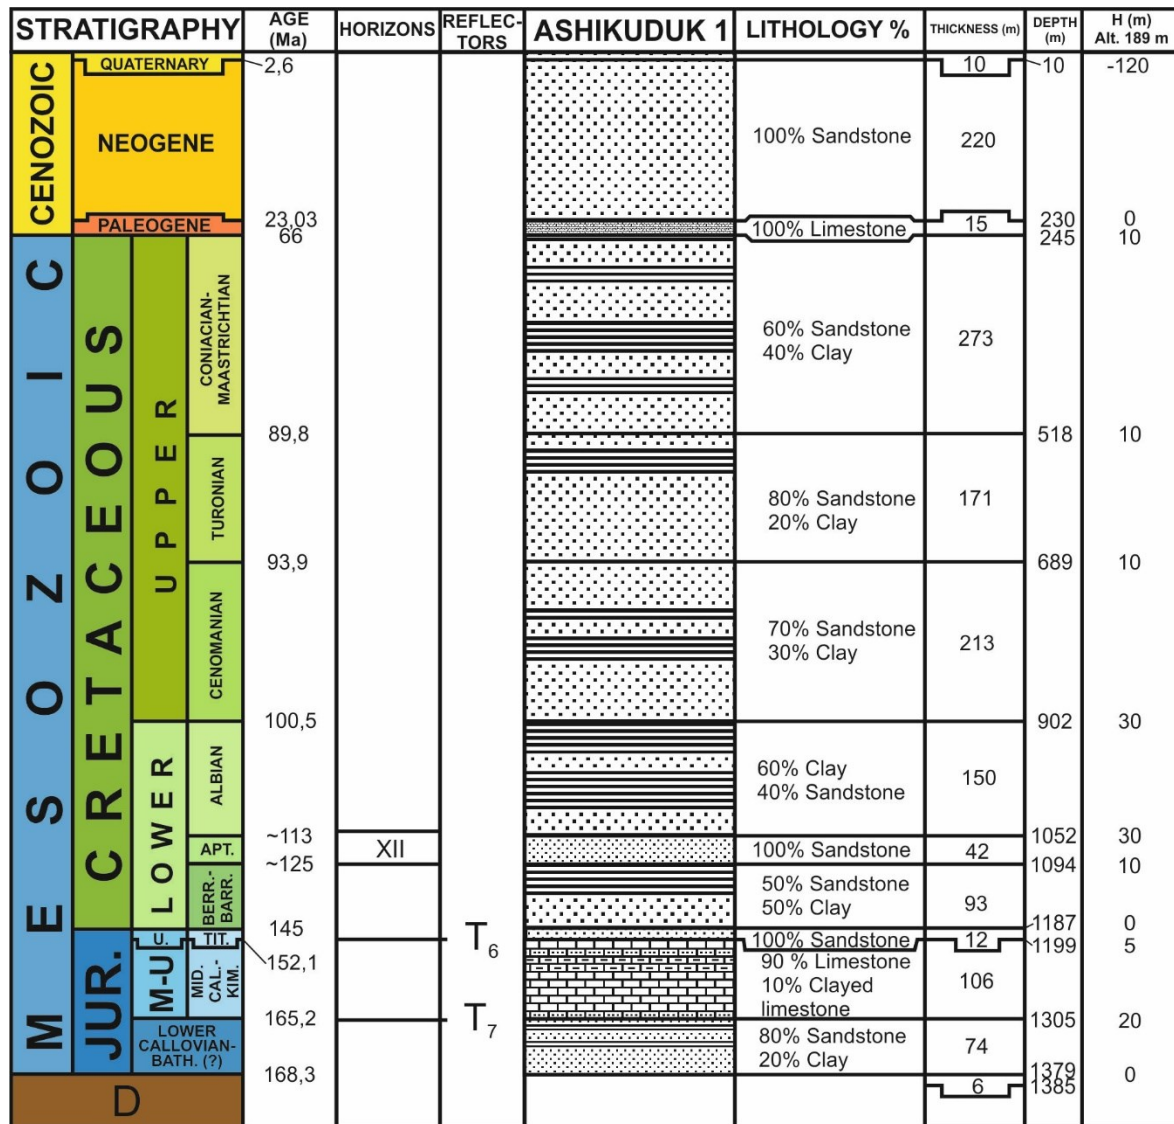 STRATIGRAPHY
AGE
(Ma)
HORIZONS
REFLEC-
TORS
ASHIKUDUK 1
LITHOLOGY %
THICKNESS (m)
DEPTH
(m)
H (m)
Alt. 189 m
CENOZOIC
QUATERNARY
2,6
10
10
-120
NEOGENE
100% Sandstone
220
PALEOGENE
23,03
66
100% Limestone
15
230
245
0
10
MESOZOIC
CRETACEOUS
UPPER
CONIACIAN-
MAASTRICHTIAN
60% Sandstone
40% Clay
273
89,8
518
10
TURONIAN
80% Sandstone
20% Clay
171
93,9
689
10
CENOMANIAN
70% Sandstone
30% Clay
213
100,5
902
30
LOWER
ALBIAN
60% Clay
40% Sandstone
150
~113
1052
30
APT.
XII
100% Sandstone
42
~125
1094
10
BERR.-
BARR.
50% Sandstone
50% Clay
93
145
1187
0
JUR.
U.
TIT.
T6
100% Sandstone
12
1199
5
152,1
M-U
MID.
CAL.-
KIM.
90 % Limestone
10% Clayed
limestone
106
165,2
T7
1305
20
LOWER
CALLOVIAN-
BATH. (?)
80% Sandstone
20% Clay
74
168,3
1379
0
D
6
1385